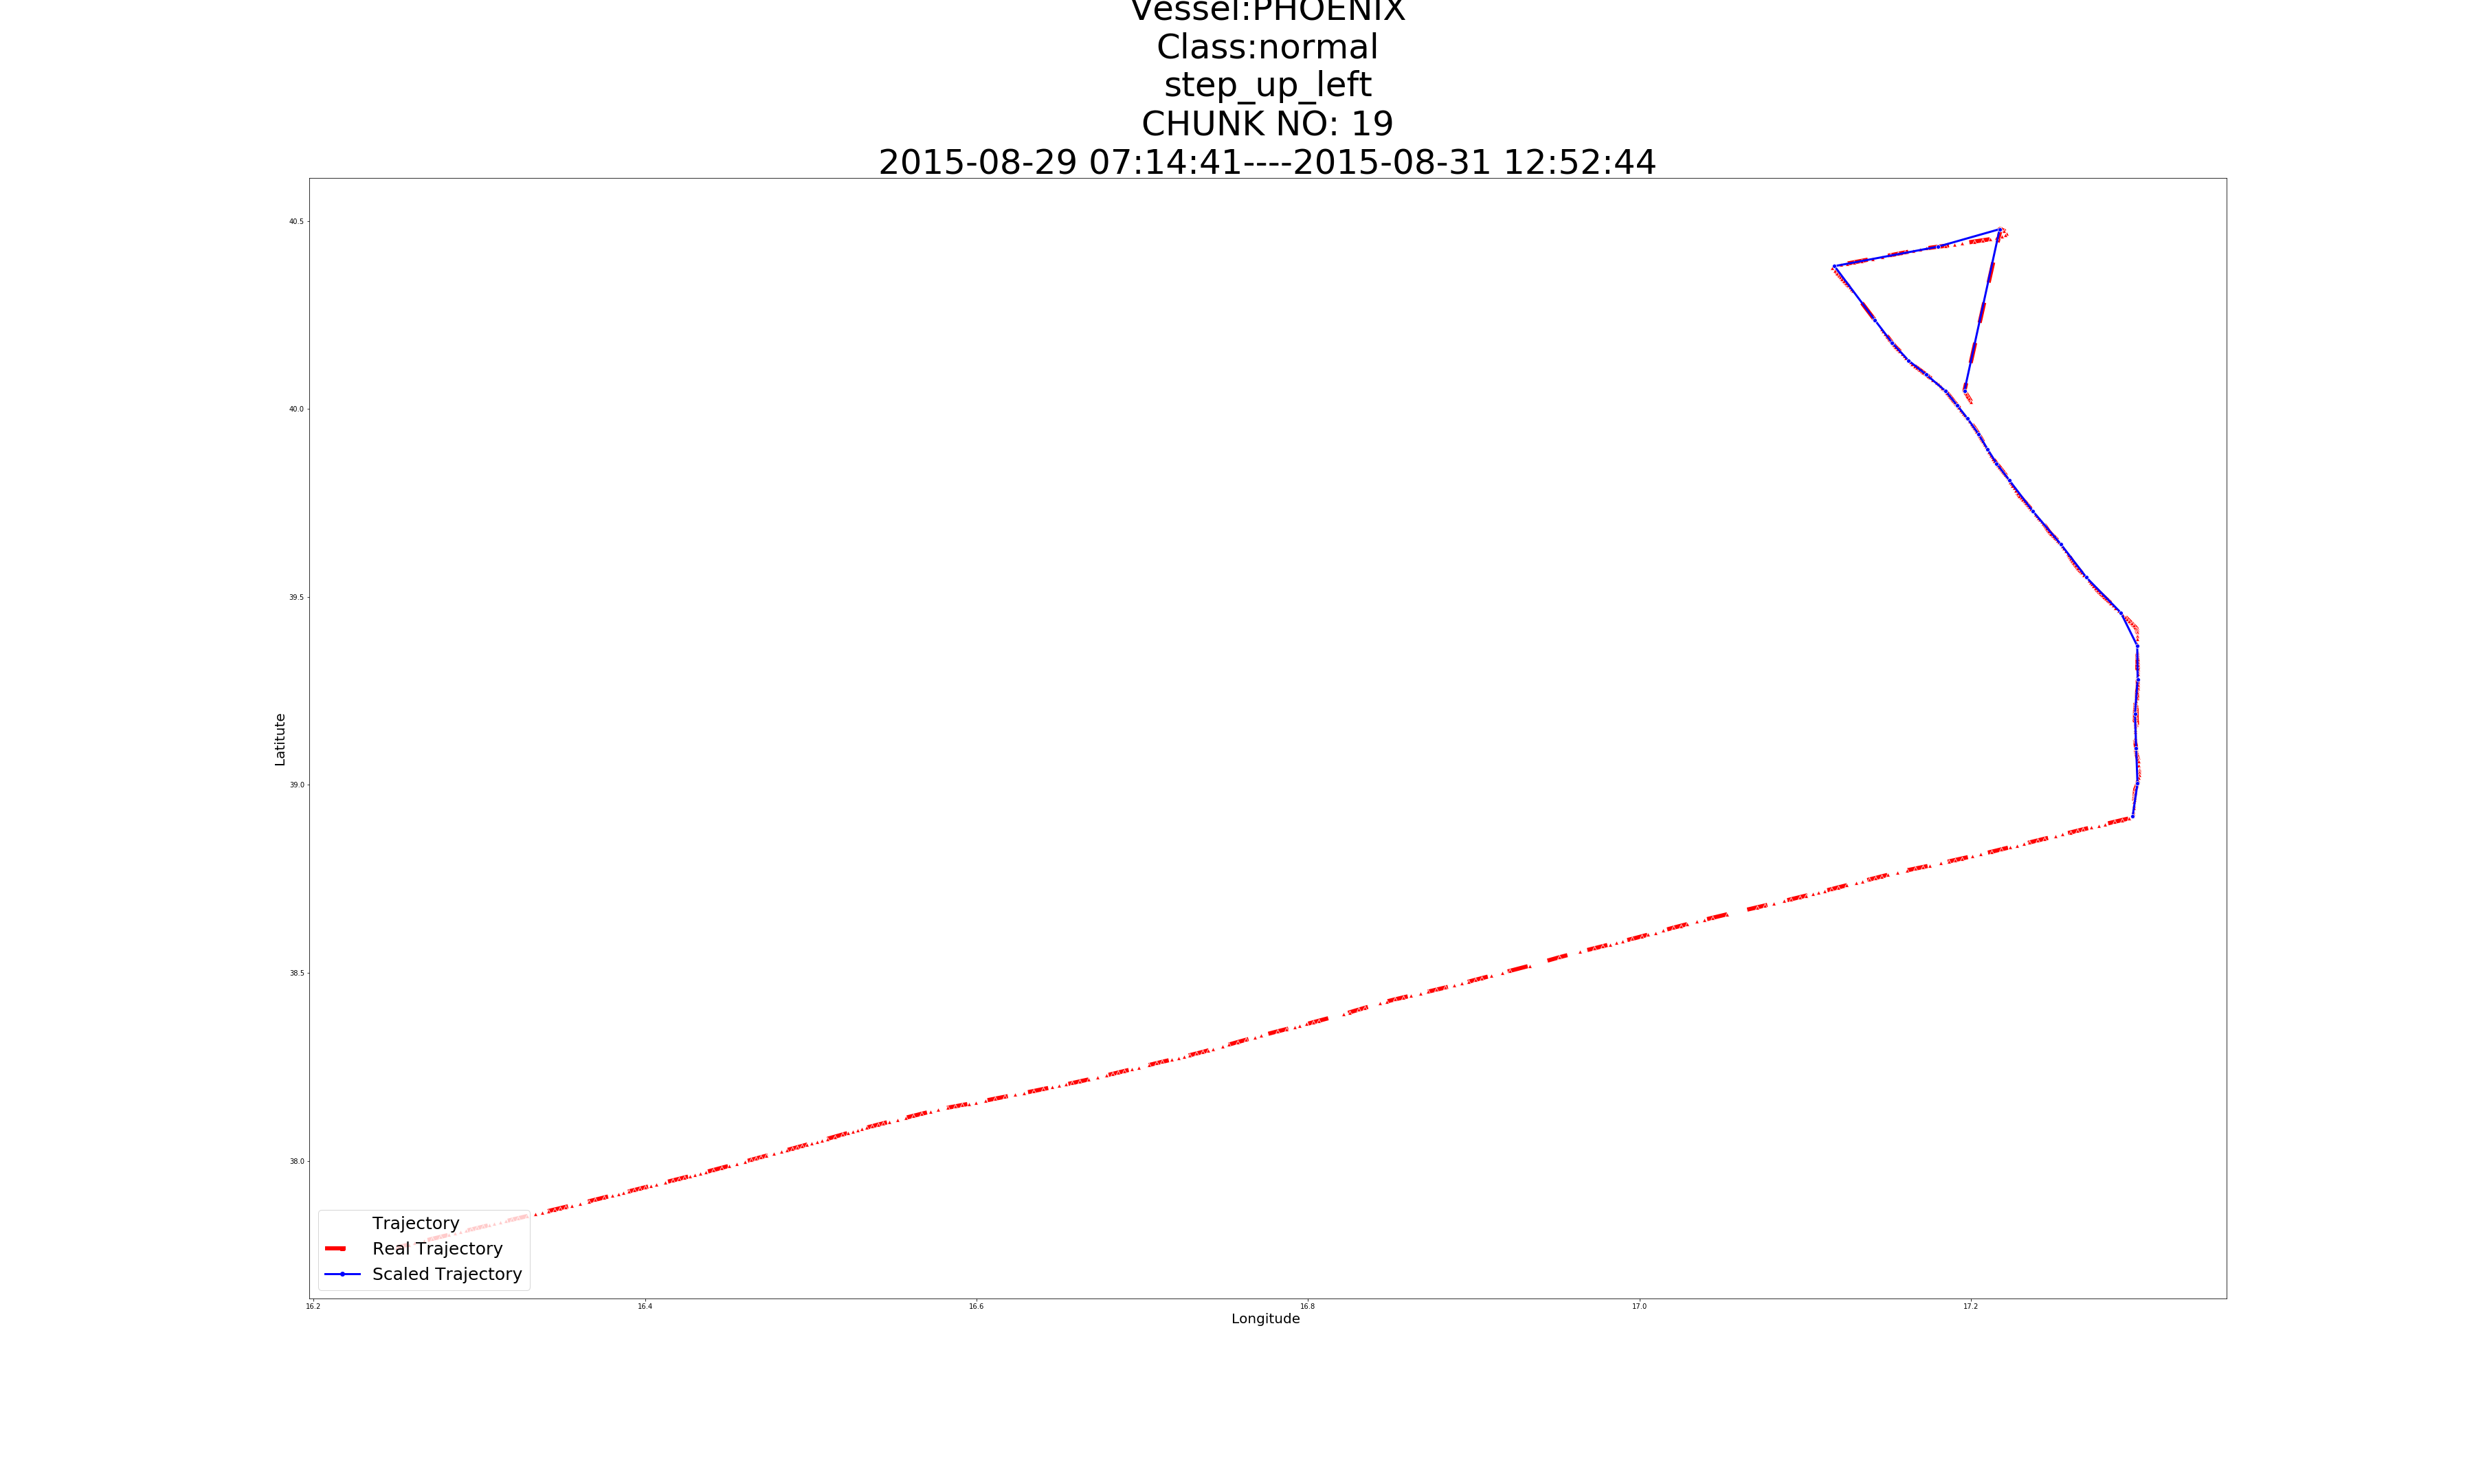 Vessel:PHOENIX
Class:normal
step_up_left
CHUNK NO: 19
2015-08-29 07:14:41----2015-08-31 12:52:44
40.5
40.0
39.5
39.0
38.5
38.0
Latitute
Trajectory
Real Trajectory
Scaled Trajectory
16.2 16.4 16.6 16.8 17.0 17.2
Longitude